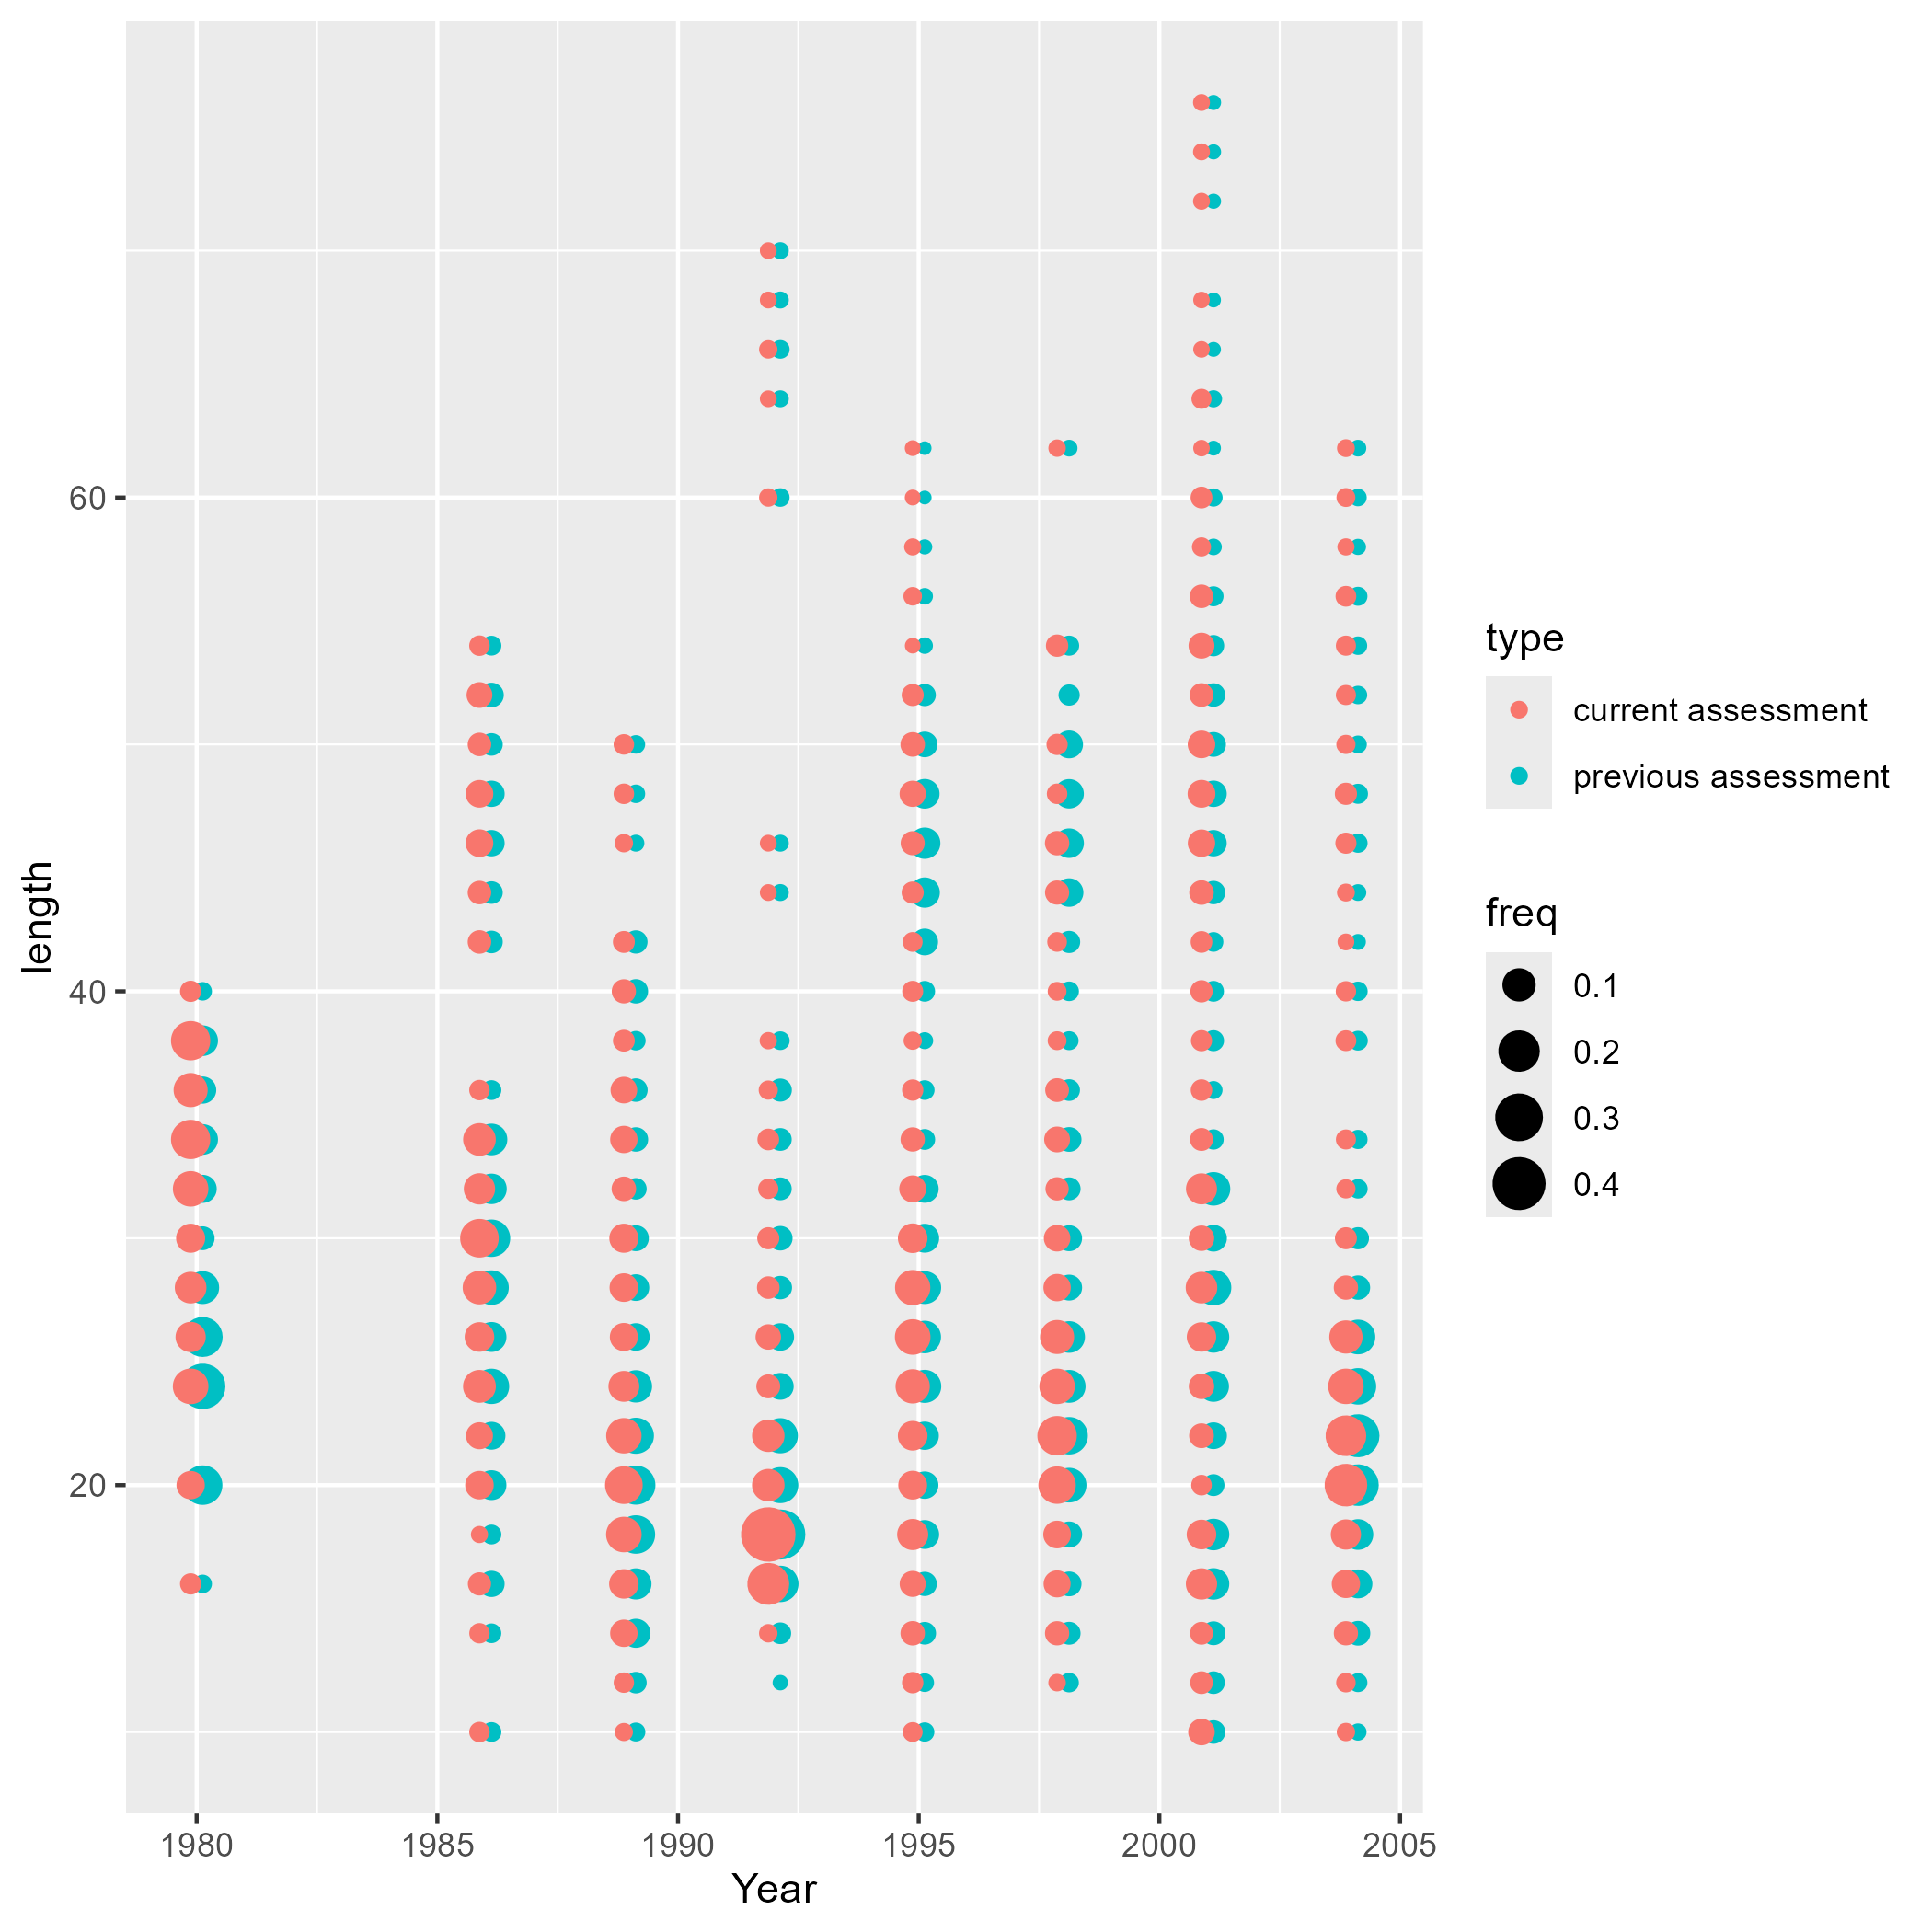 length
60
40
20
1980
1985
1990
1995
2000
2005
Year
type
current assessment
previous assessment
freq
0.1
0.2
0.3
0.4